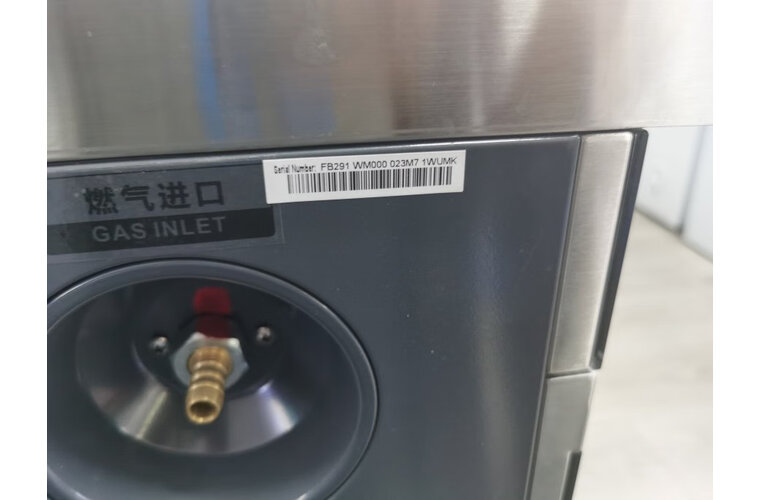 Serial Number: FB291 WM000 023M7 1WUMK
燃气进口
GAS INLET